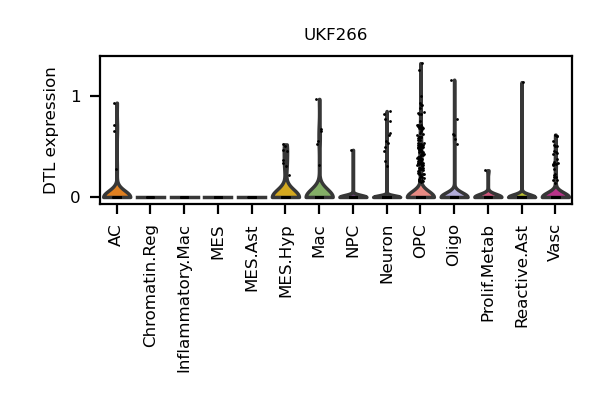 UKF266
DTL expression
1
0
AC
Chromatin.Reg
Inflammatory.Mac
MES
MES.Ast
MES.Hyp
Mac
NPC
Neuron
OPC
Oligo
Prolif.Metab
Reactive.Ast
Vasc